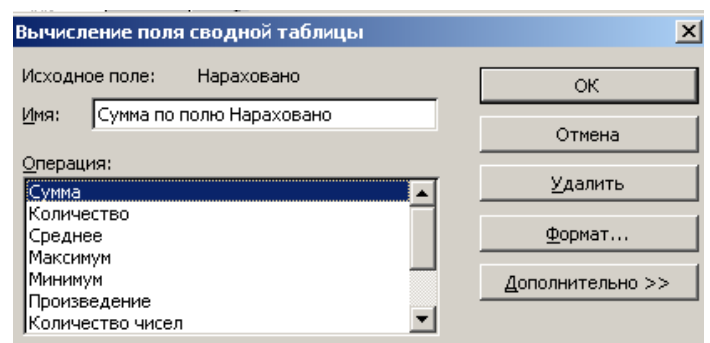 Вычисление поля сводной таблицы
Исходное поле: Нараховано
Имя: Сумма по полю Нараховано
Операция:
Сумма
Количество
Среднее
Максимум
Минимум
Произведение
Количество чисел
ОК
Отмена
Удалить
Формат...
Дополнительно >>